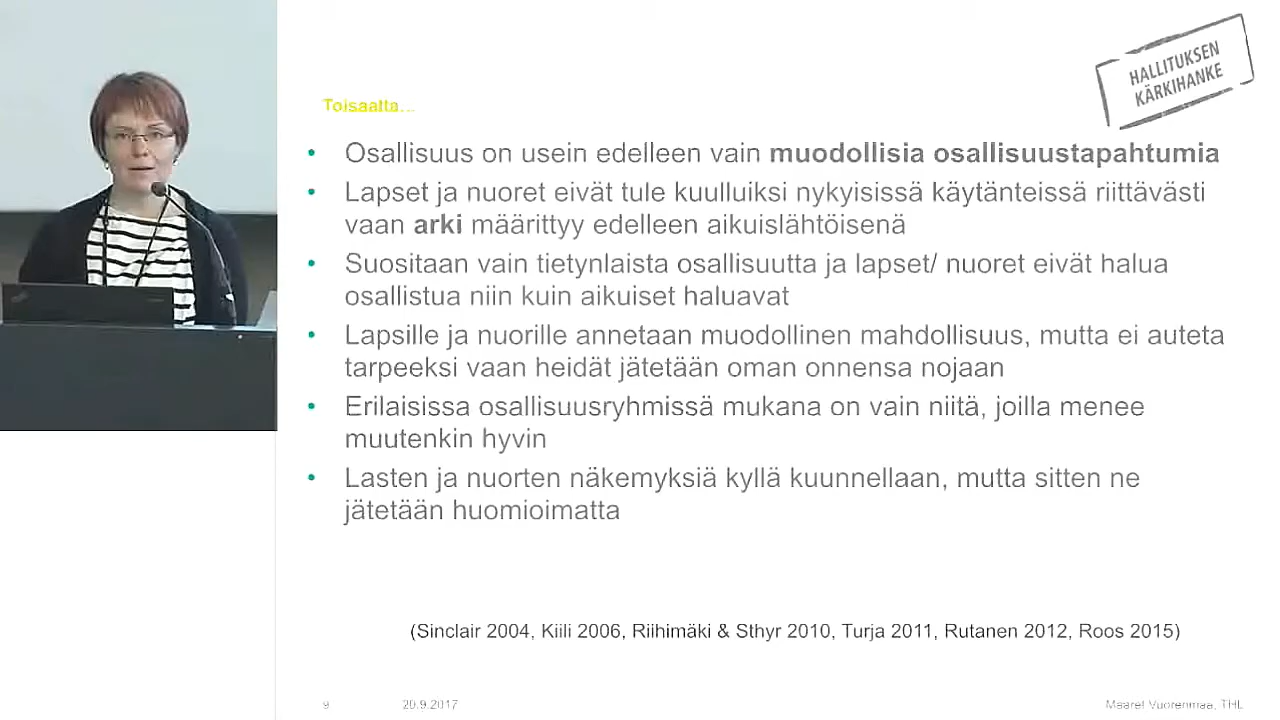 HALLITUKSEN
KÄRKIHANKE
Toisaalta...
• Osallisuus on usein edelleen vain muodollisia osallisuustapahtumia
• Lapset ja nuoret eivät tule kuulluiksi nykyisissä käytänteissä riittävästi
vaan arki määrittyy edelleen aikuislähtöisenä
• Suositaan vain tietynlaista osallisuutta ja lapset/ nuoret eivät halua
osallistua niin kuin aikuiset haluavat
• Lapsille ja nuorille annetaan muodollinen mahdollisuus, mutta ei auteta
tarpeeksi vaan heidät jätetään oman onnensa nojaan
• Erilaisissa osallisuusryhmissä mukana on vain niitä, joilla menee
muutenkin hyvin
• Lasten ja nuorten näkemyksiä kyllä kuunnellaan, mutta sitten ne
jätetään huomioimatta
(Sinclair 2004, Kiili 2006, Riihimäki & Sthyr 2010, Turja 2011, Rutanen 2012, Roos 2015)
9 20.9.2017 Maaret Vuorenmaa, THL